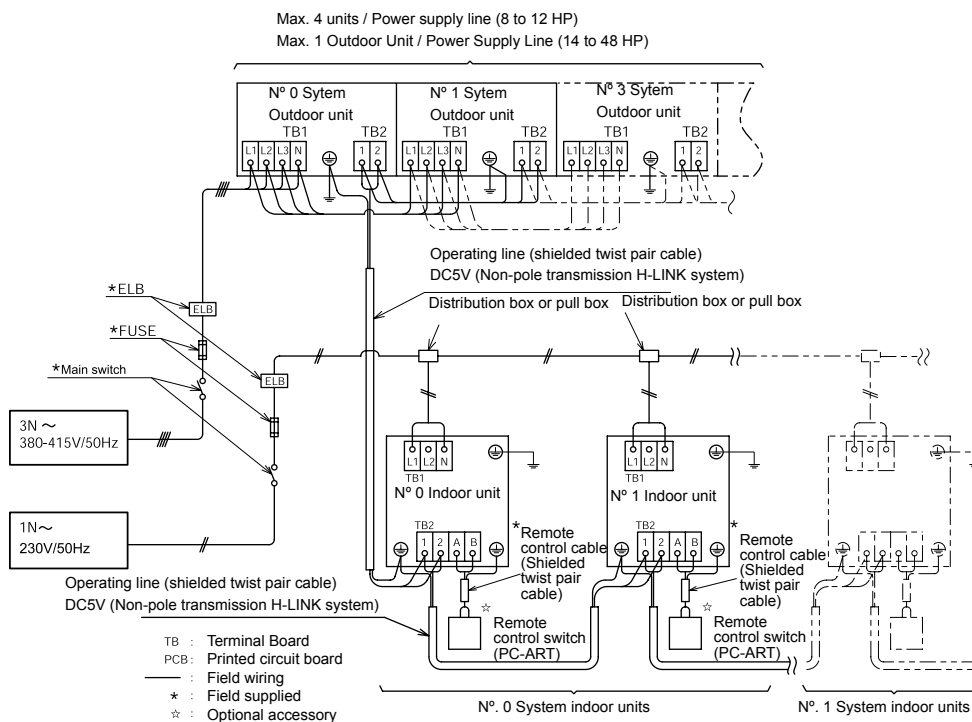 Max. 4 units / Power supply line (8 to 12 HP)
Max. 1 Outdoor Unit / Power Supply Line (14 to 48 HP)
Nº 0 Sytem
Outdoor unit
TB1
TB2
L1 L2 L3 N
1 2
Nº 1 Sytem
Outdoor unit
TB1
TB2
L1 L2 L3 N
1 2
Nº 3 Sytem
Outdoor unit
TB1
TB2
L1 L2 L3 N
1 2
Operating line (shielded twist pair cable)
DC5V (Non-pole transmission H-LINK system)
Distribution box or pull box
Distribution box or pull box
*ELB
ELB
*FUSE
ELB
*Main switch
3N ~
380-415V/50Hz
1N~
230V/50Hz
L1 L2 N
TB1
Nº 0 Indoor unit
TB2
1 2 A B
* Remote
control cable
(Shielded
twist pair
cable)
☆
Remote
control switch
(PC-ART)
L1 L2 N
TB1
Nº 1 Indoor unit
TB2
1 2 A B
* Remote
control cable
(Shielded
twist pair
cable)
☆
Remote
control switch
(PC-ART)
Operating line (shielded twist pair cable)
DC5V (Non-pole transmission H-LINK system)
TB : Terminal Board
PCB : Printed circuit board
Field wiring
* : Field supplied
☆ : Optional accessory
Nº. 0 System indoor units
Nº. 1 System indoor units